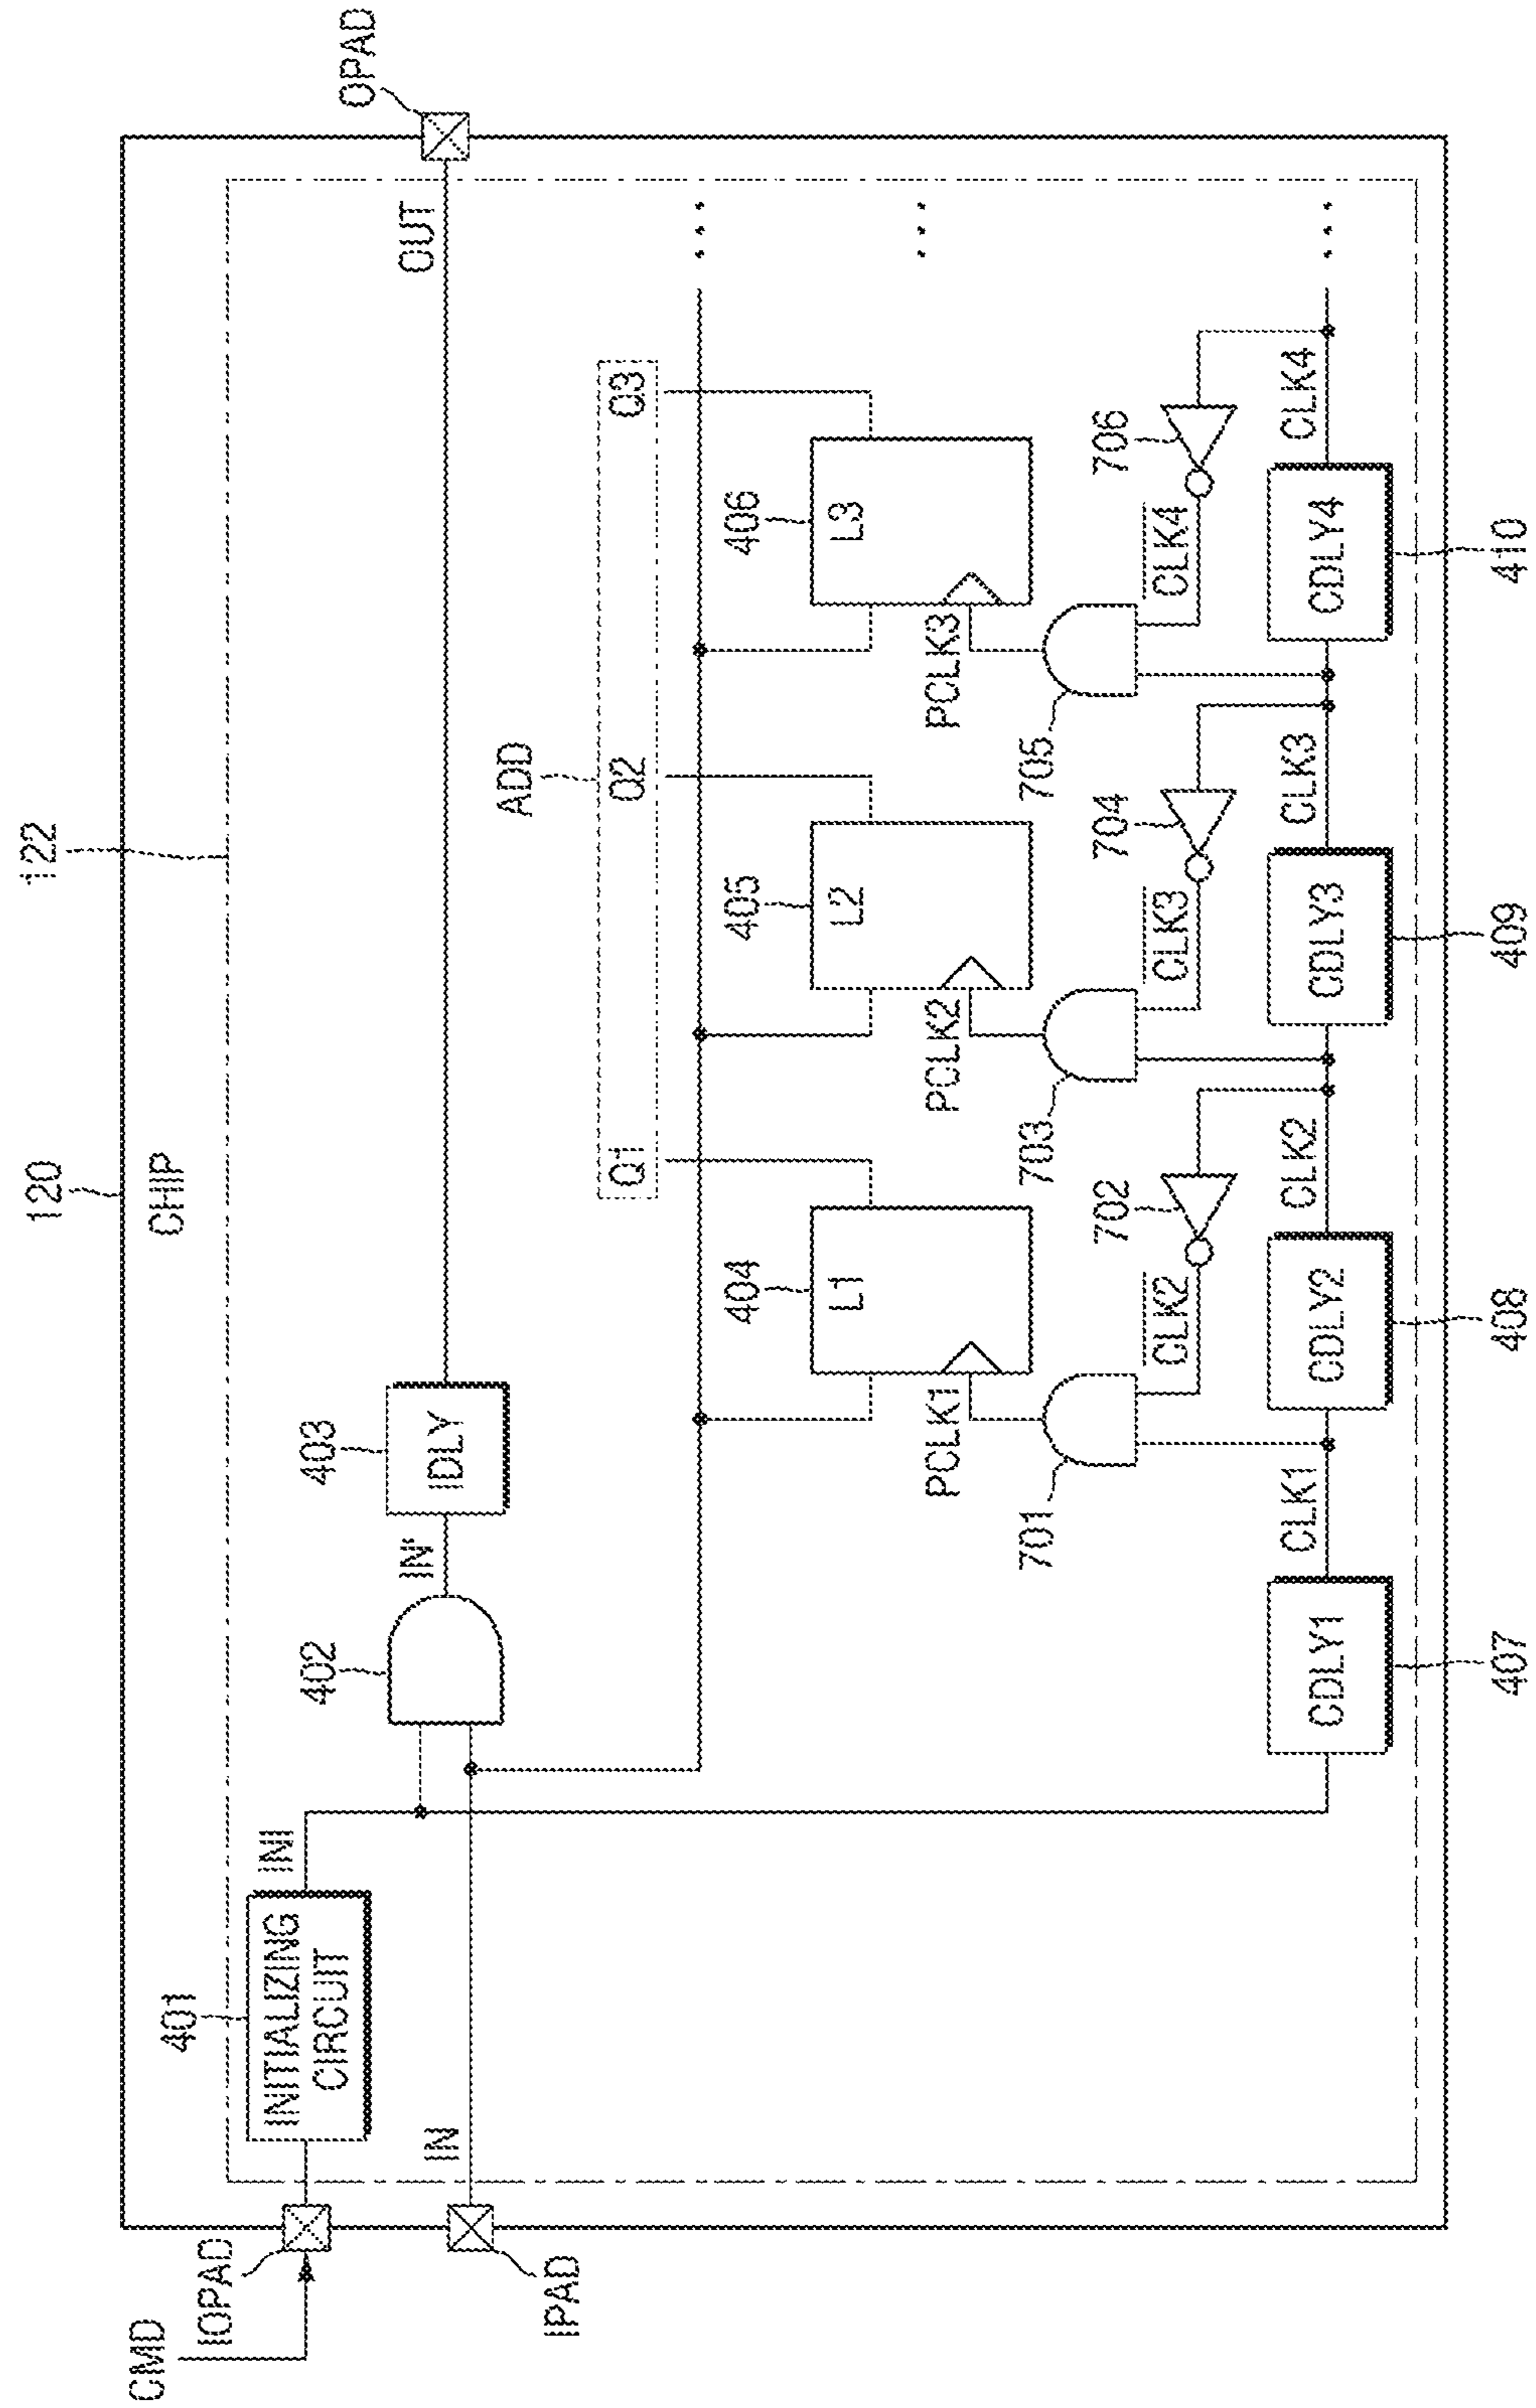 120
122
CHIP
CMD
IOPAD
401
INITIALIZING
CIRCUIT
INI
402
403
IN
IPAD
IN'
IDLY
OUT
OPAD
ADD
Q1
Q2
Q3
404
405
406
L1
L2
L3
PCLK1
PCLK2
PCLK3
701
703
705
702
704
706
CLK2
CLK3
CLK4
CLK1
CLK2
CLK3
CLK4
CDLY1
CDLY2
CDLY3
CDLY4
407
408
409
410